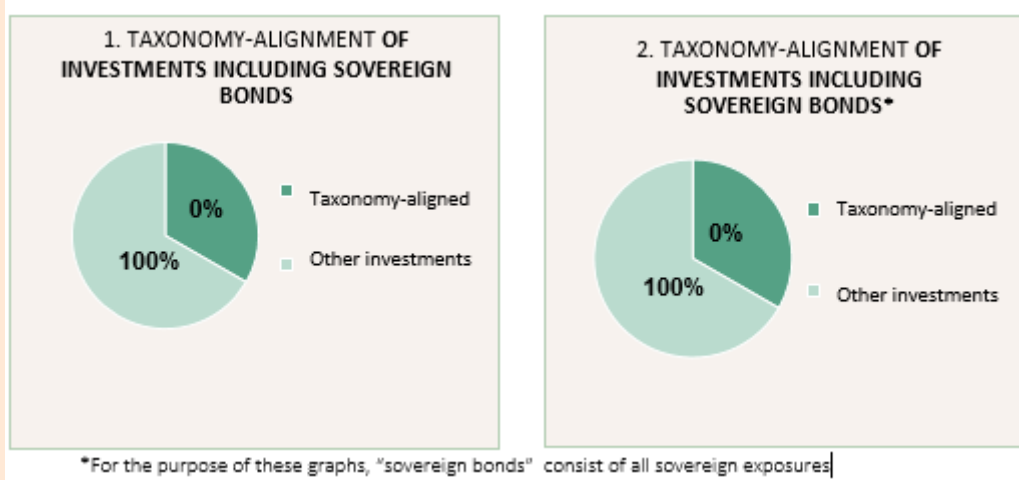 1. TAXONOMY-ALIGNMENT OF
INVESTMENTS INCLUDING SOVEREIGN
BONDS
0%
100%
Taxonomy-aligned
Other investments
2. TAXONOMY-ALIGNMENT OF
INVESTMENTS INCLUDING
SOVEREIGN BONDS*
0%
100%
Taxonomy-aligned
Other investments
*For the purpose of these graphs, "sovereign bonds" consist of all sovereign exposures